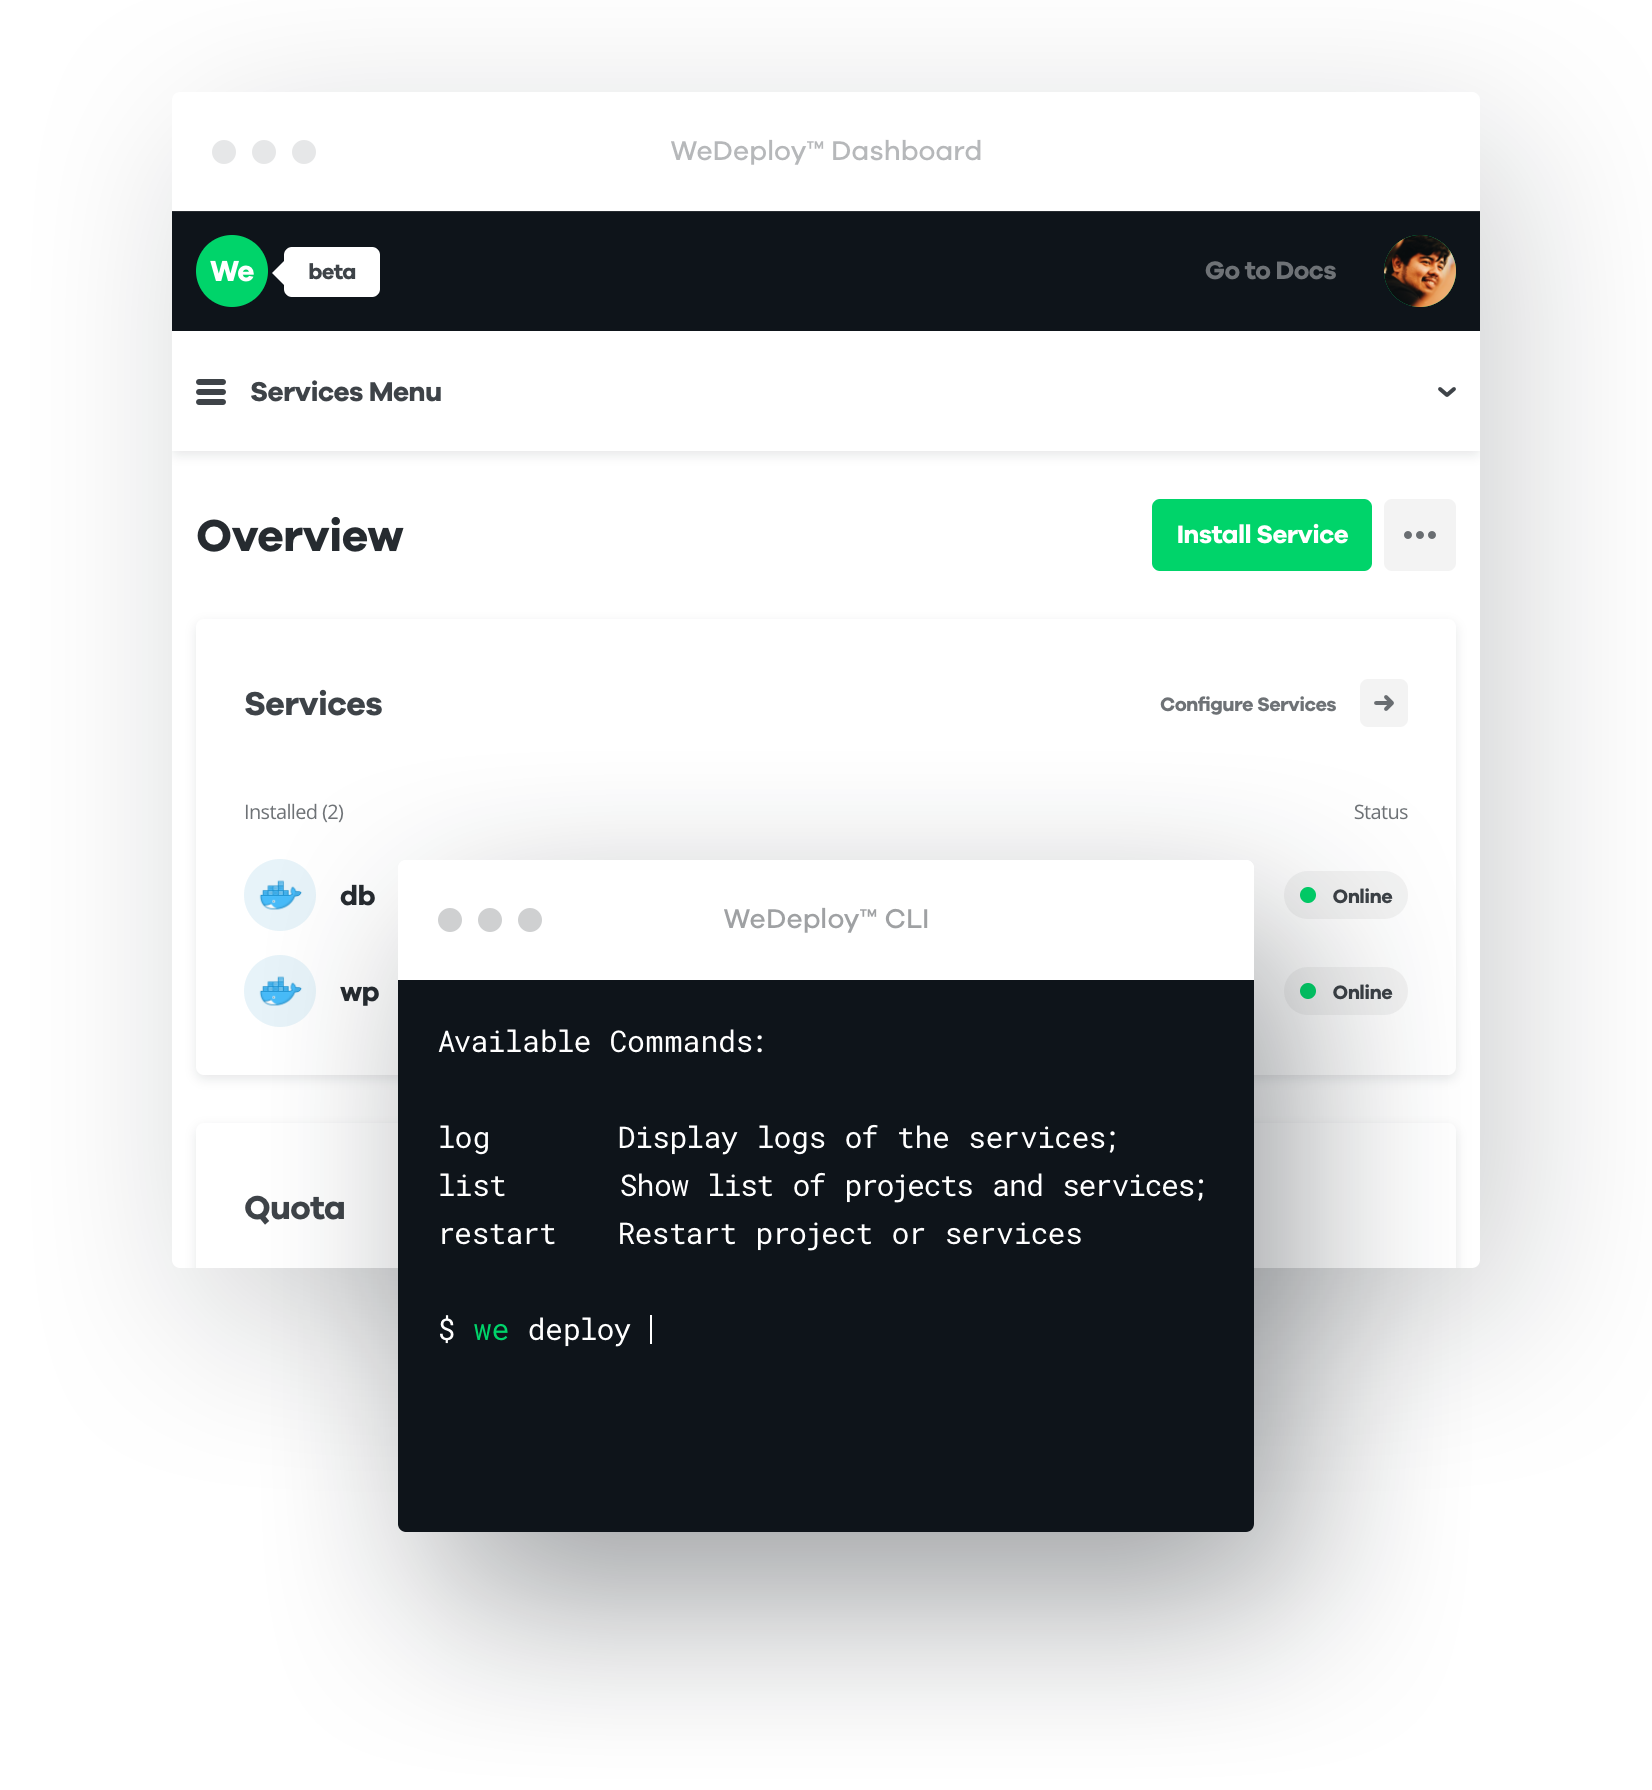 WeDeploy™ Dashboard
We
beta
Go to Docs
Services Menu
Overview
Install Service
Services
Configure Services
Installed (2)
Status
db
Online
wp
Online
Quota
WeDeploy™ CLI
Available Commands:
log Display logs of the services;
list Show list of projects and services;
restart Restart project or services
$ we deploy